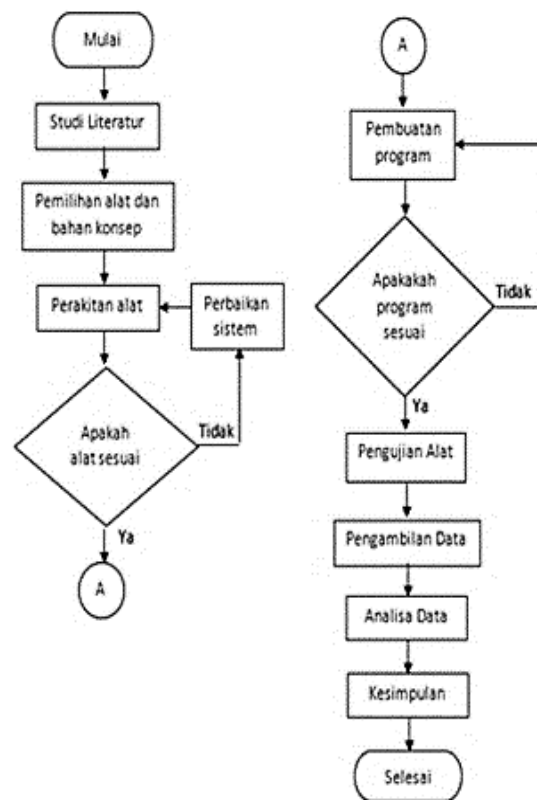 Mulai
Studi Literatur
Pemilihan alat dan
bahan konsep
Perakitan alat
Perbaikan
sistem
Apakah
alat sesuai
Tidak
Ya
A
A
Pembuatan
program
Apakakah
program
sesuai
Tidak
Ya
Pengujian Alat
Pengambilan Data
Analisa Data
Kesimpulan
Selesai